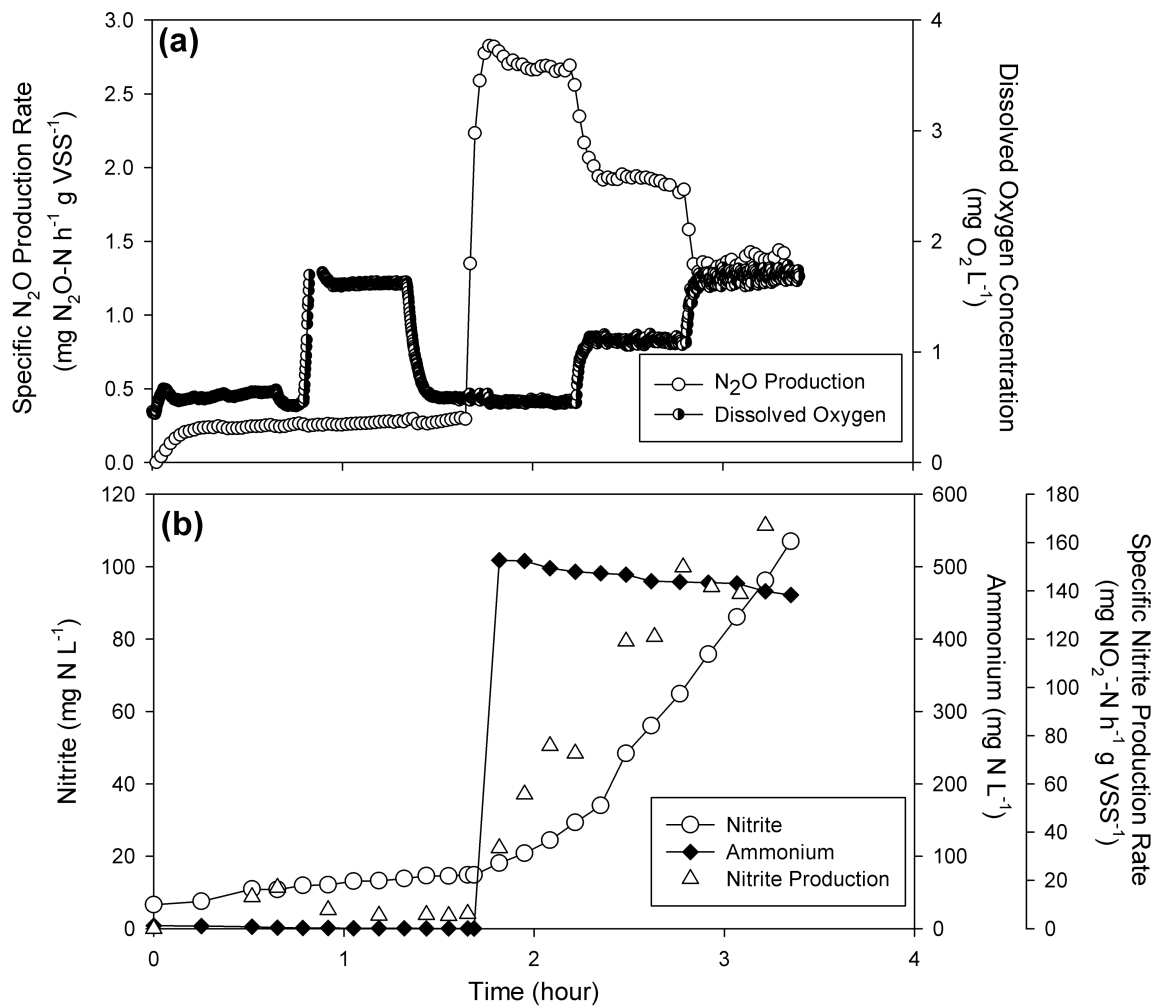 (a)
Specific N₂O Production Rate
(mg N₂O-N h⁻¹ g VSS⁻¹)
3.0
2.5
2.0
1.5
1.0
0.5
0.0
4
3
2
1
0
Dissolved Oxygen Concentration
(mg O₂ L⁻¹)
N₂O Production
Dissolved Oxygen
(b)
Nitrite (mg N L⁻¹)
120
100
80
60
40
20
0
600
500
400
300
200
100
0
Ammonium (mg N L⁻¹)
180
160
140
120
100
80
60
40
20
0
Specific Nitrite Production Rate
(mg NO₂⁻-N h⁻¹ g VSS⁻¹)
Nitrite
Ammonium
Nitrite Production
0 1 2 3 4
Time (hour)